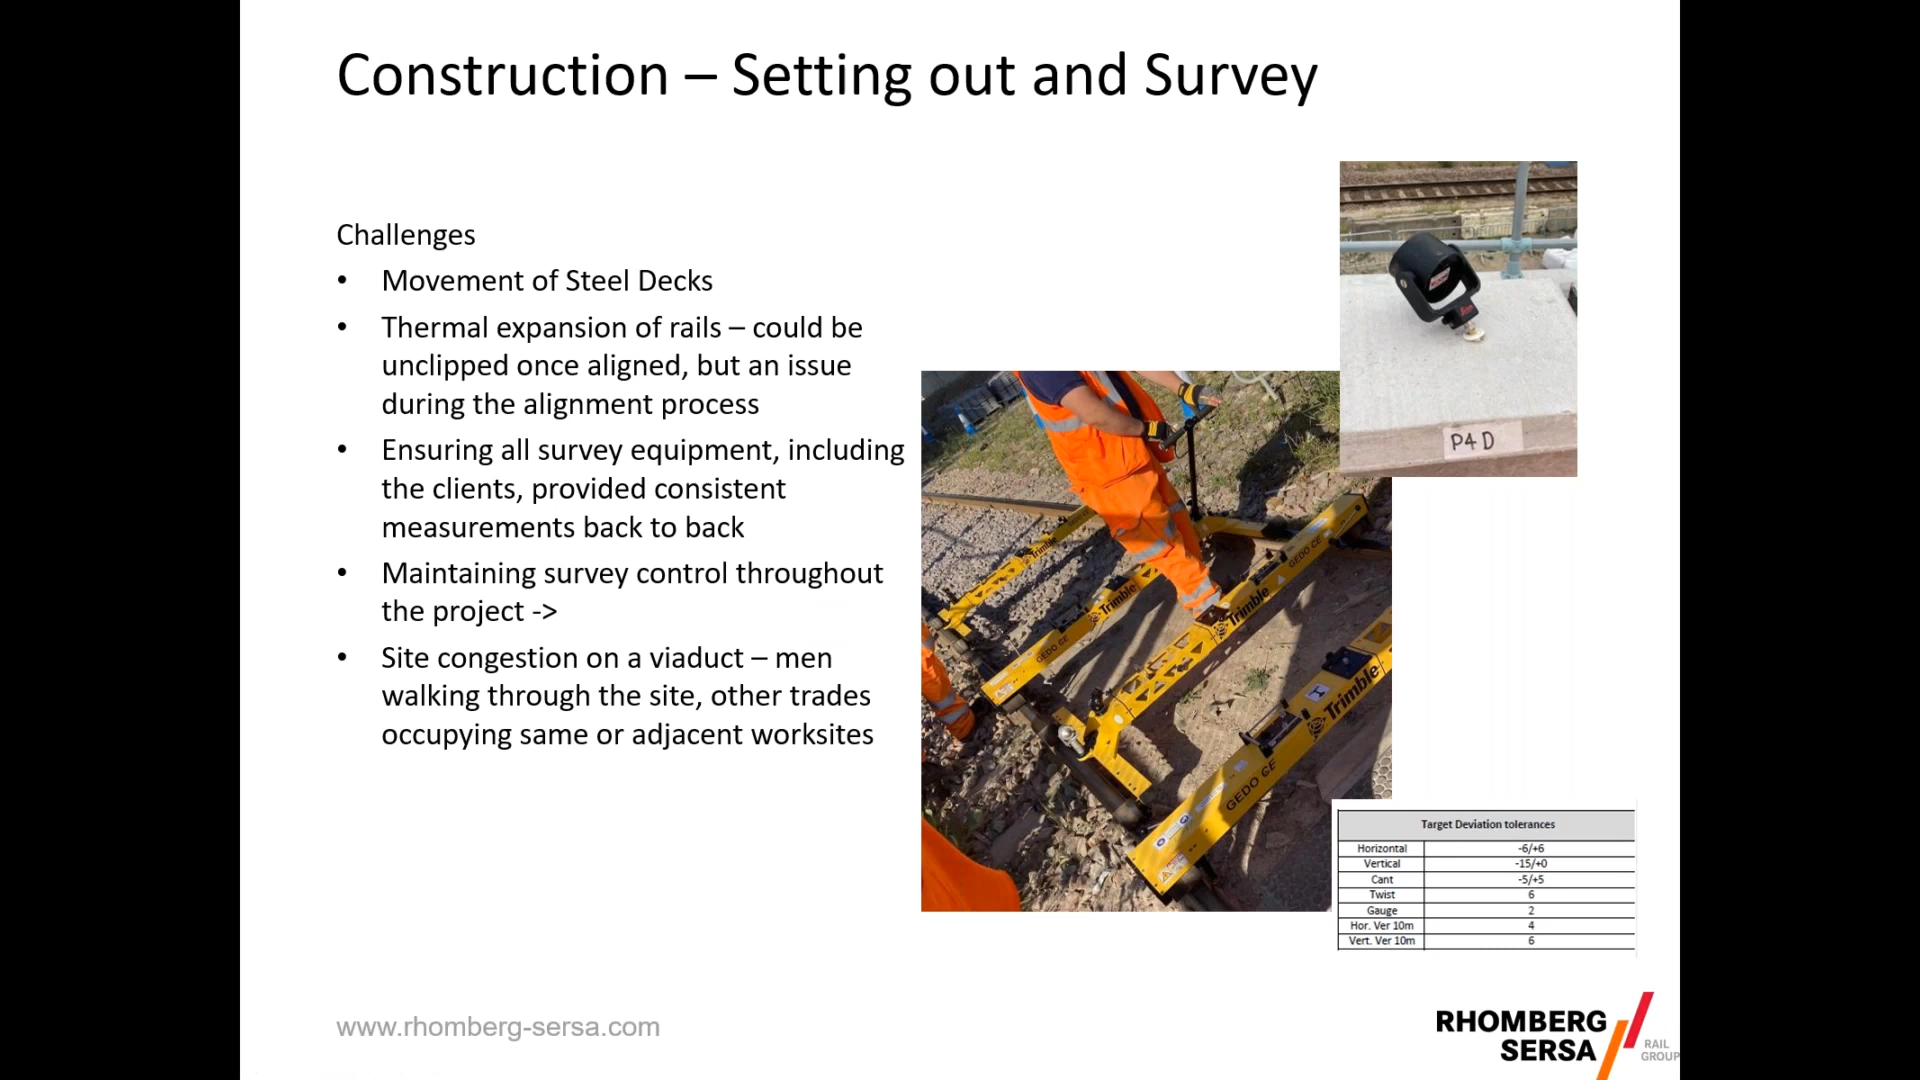 Construction – Setting out and Survey
Challenges
• Movement of Steel Decks
• Thermal expansion of rails – could be
unclipped once aligned, but an issue
during the alignment process
• Ensuring all survey equipment, including
the clients, provided consistent
measurements back to back
• Maintaining survey control throughout
the project ->
• Site congestion on a viaduct – men
walking through the site, other trades
occupying same or adjacent worksites
P4 D
Trimble
GEDO CE
Trimble
GEDO CE
Trimble
GEDO CE
Trimble
Target Deviation tolerances
Horizontal -6/+6
Vertical -15/+0
Cant -5/+5
Twist 6
Gauge 2
Hor. Ver 10m 4
Vert. Ver 10m 6
www.rhomberg-sersa.com
RHOMBERG
SERSA
RAIL
GROUP